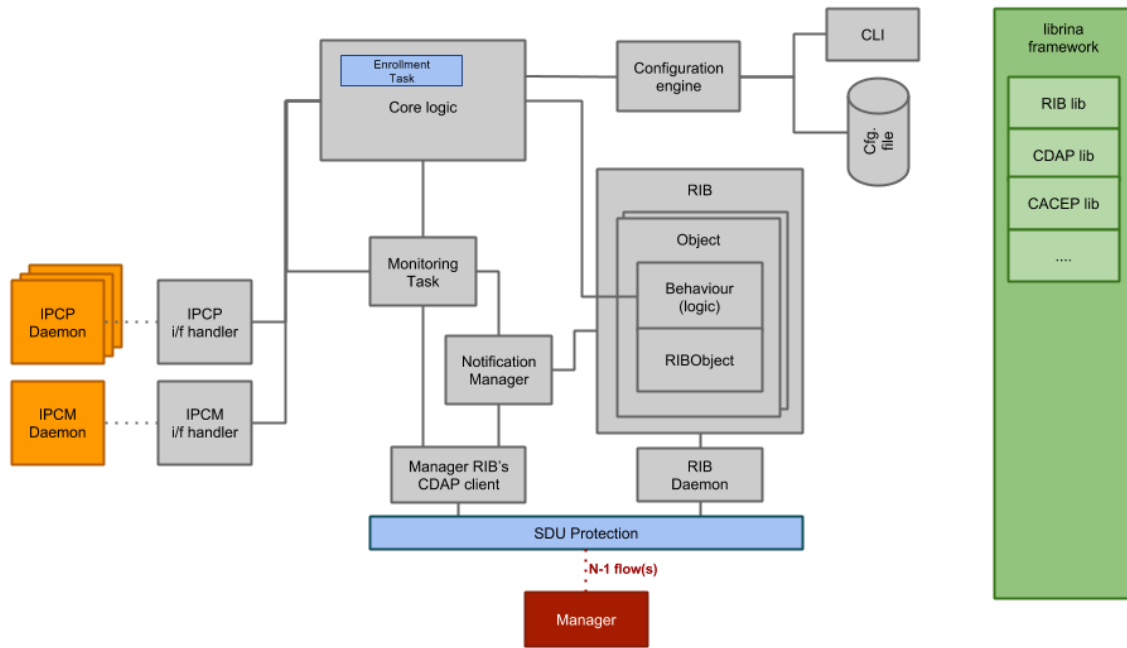 Enrollment
Task
Core logic
Configuration
engine
CLI
Cfg.
file
librina
framework
RIB lib
CDAP lib
CACEP lib
....
RIB
Object
Behaviour
(logic)
RIBObject
Monitoring
Task
IPCP
Daemon
IPCP
i/f handler
Notification
Manager
IPCM
Daemon
IPCM
i/f handler
Manager RIB's
CDAP client
RIB
Daemon
SDU Protection
N-1 flow(s)
Manager